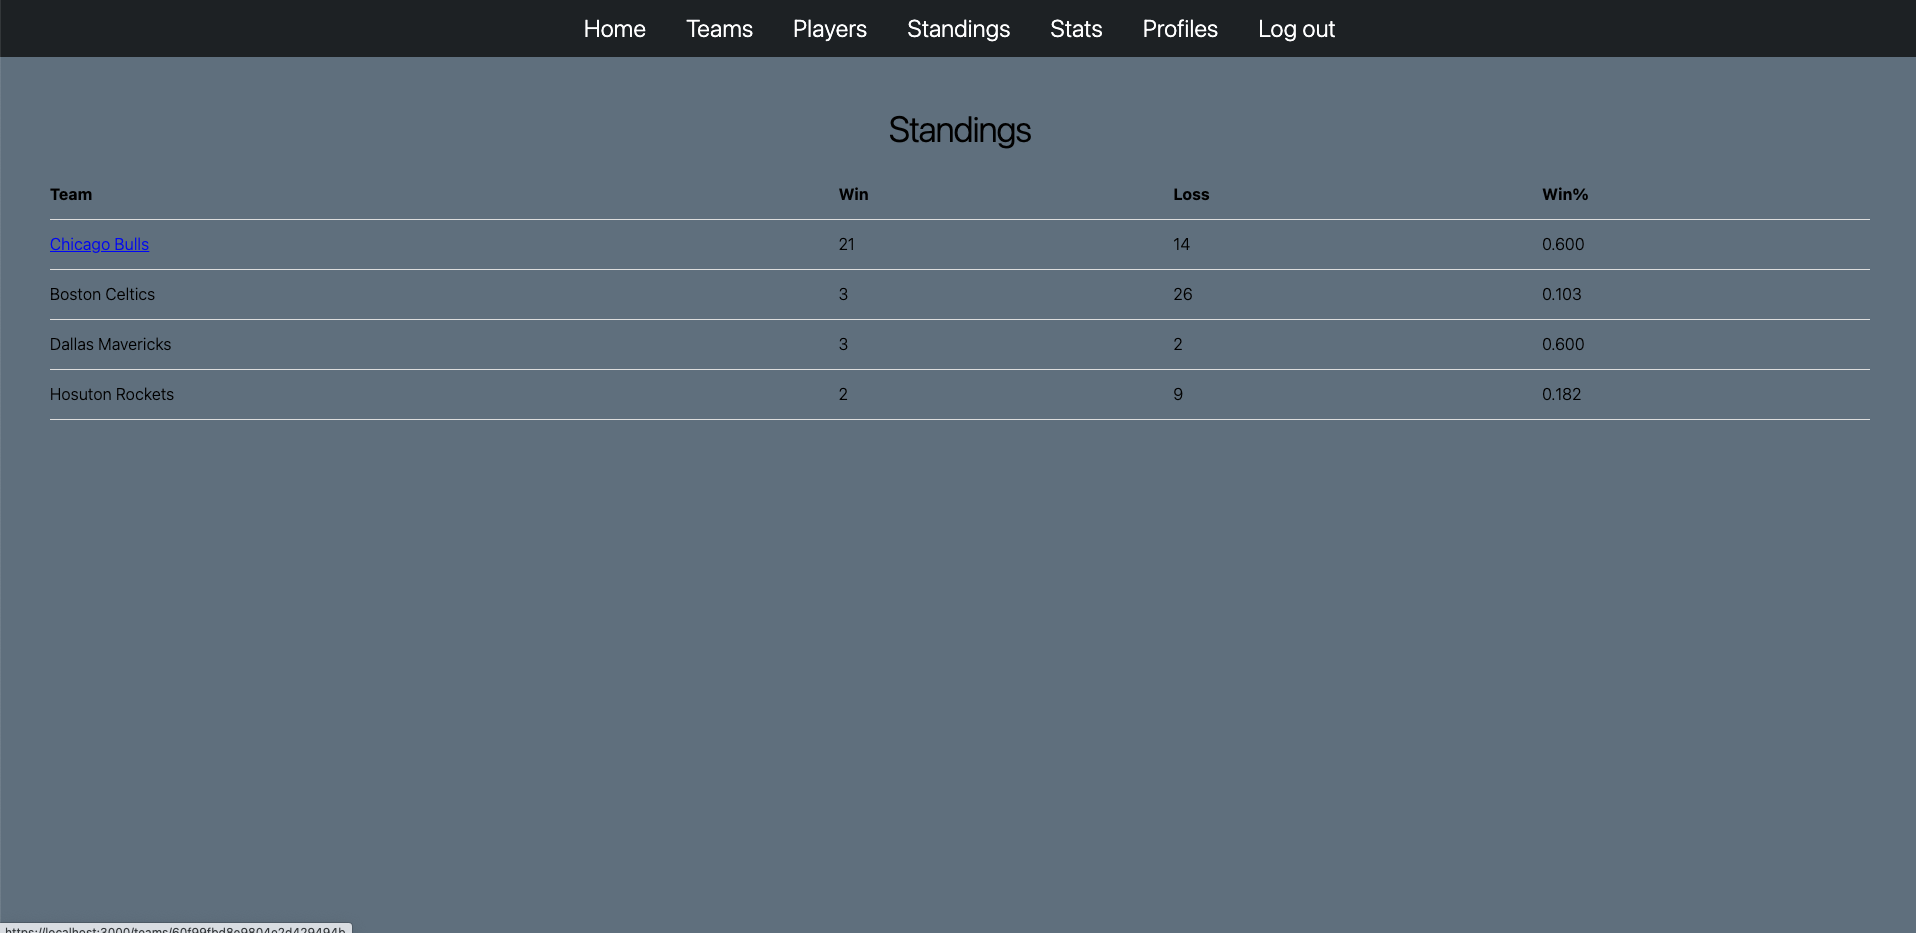 Home Teams Players Standings Stats Profiles Log out
Standings
Team Win Loss Win%
Chicago Bulls 21 14 0.600
Boston Celtics 3 26 0.103
Dallas Mavericks 3 2 0.600
Hosuton Rockets 2 9 0.182